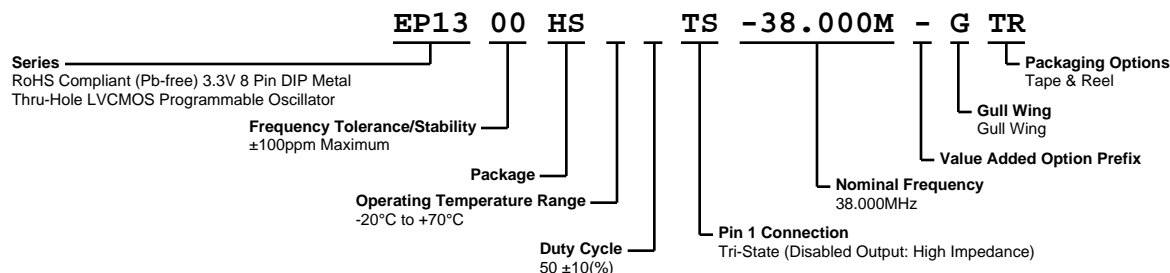 EP13 00 HS TS -38.000M - G TR
Series
RoHS Compliant (Pb-free) 3.3V 8 Pin DIP Metal
Thru-Hole LVCMOS Programmable Oscillator
Packaging Options
Tape & Reel
Frequency Tolerance/Stability
±100ppm Maximum
Gull Wing
Gull Wing
Package
Value Added Option Prefix
Operating Temperature Range
-20°C to +70°C
Nominal Frequency
38.000MHz
Duty Cycle
50 ±10(%)
Pin 1 Connection
Tri-State (Disabled Output: High Impedance)